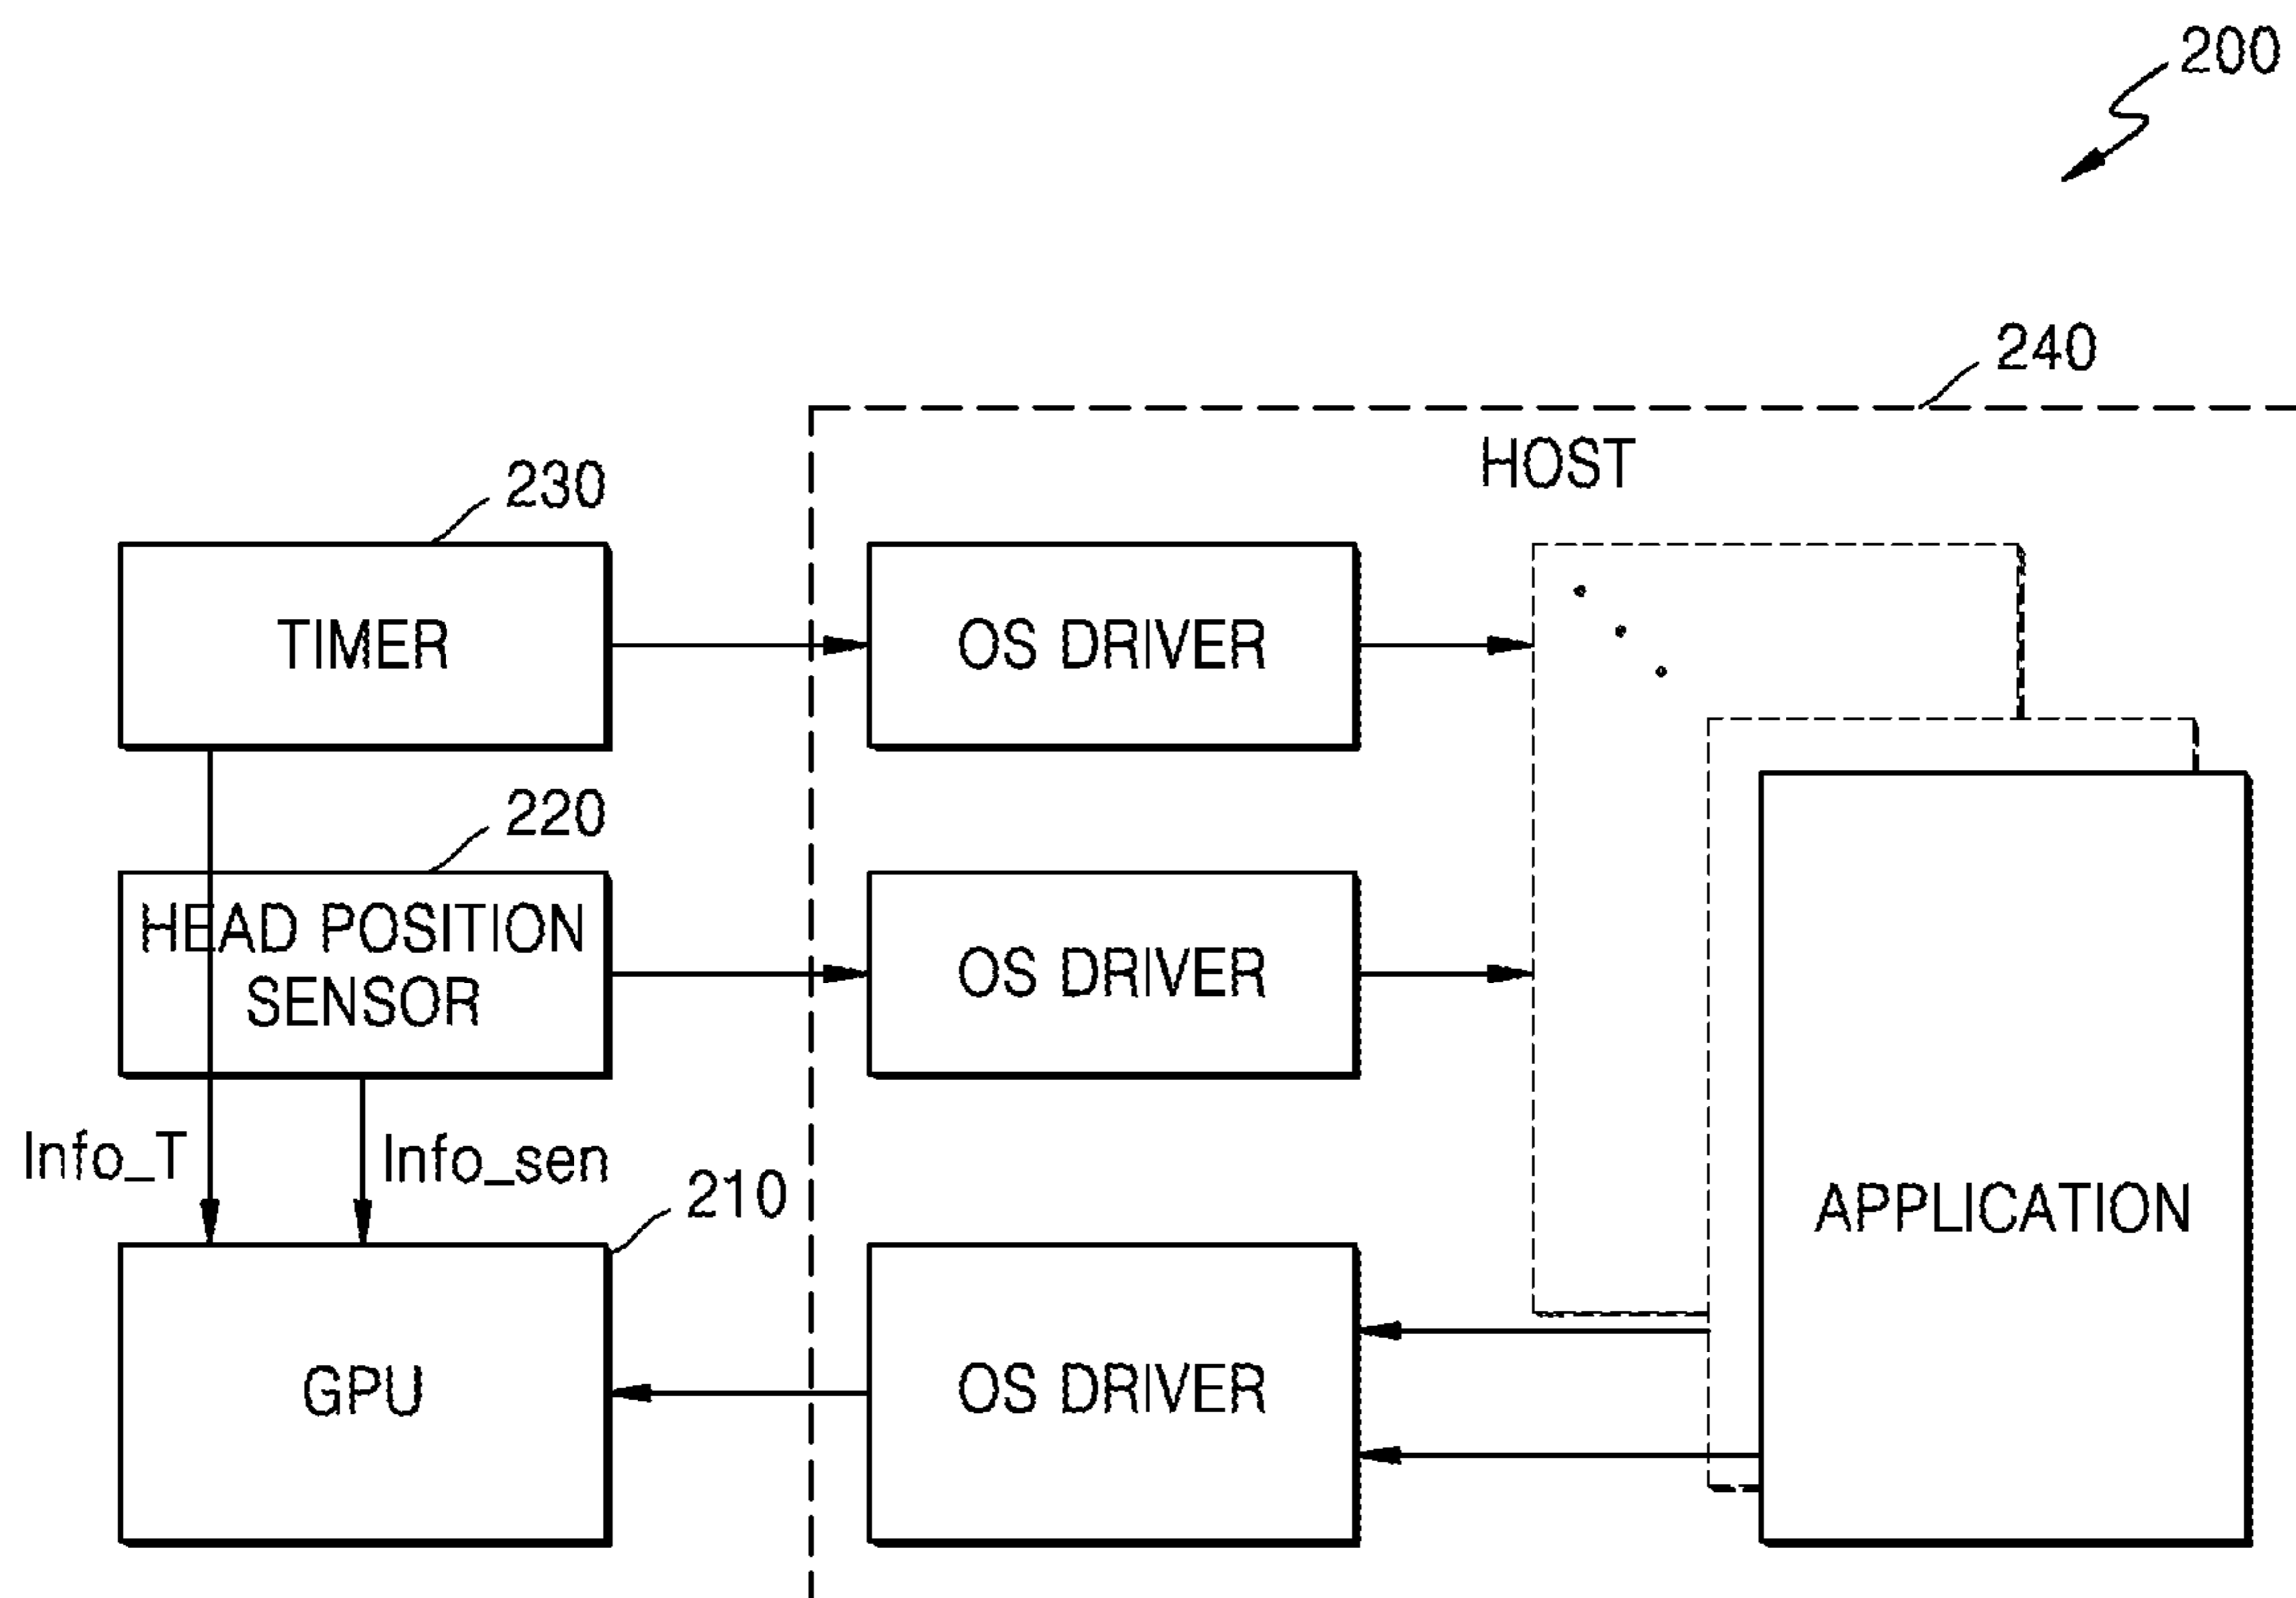 200
240
HOST
230
TIMER
OS DRIVER
220
HEAD POSITION
SENSOR
OS DRIVER
Info_T
Info_sen
210
APPLICATION
GPU
OS DRIVER